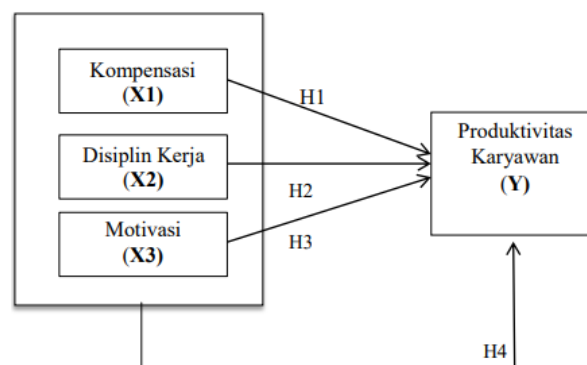 Kompensasi
(X1)
H1
Disiplin Kerja
(X2)
H2
Motivasi
(X3)
H3
Produktivitas
Karyawan
(Y)
H4